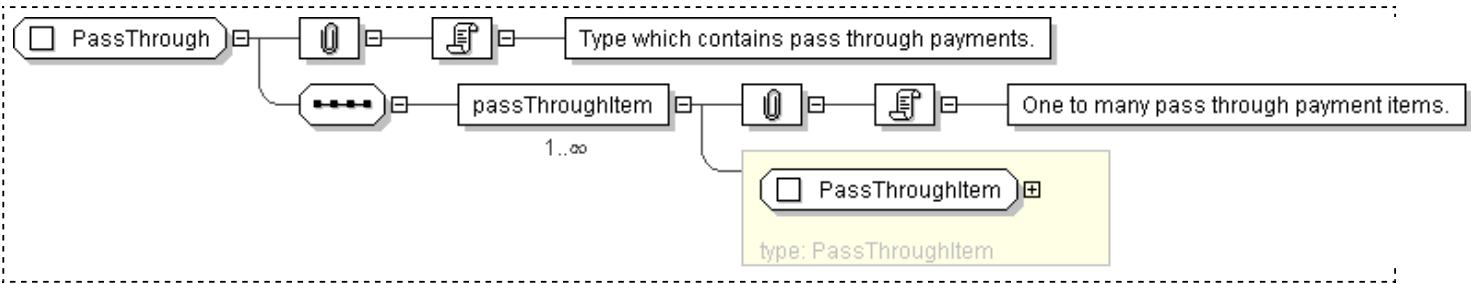 PassThrough
Type which contains pass through payments.
passThroughItem
One to many pass through payment items.
1..∞
PassThroughItem
type: PassThroughItem